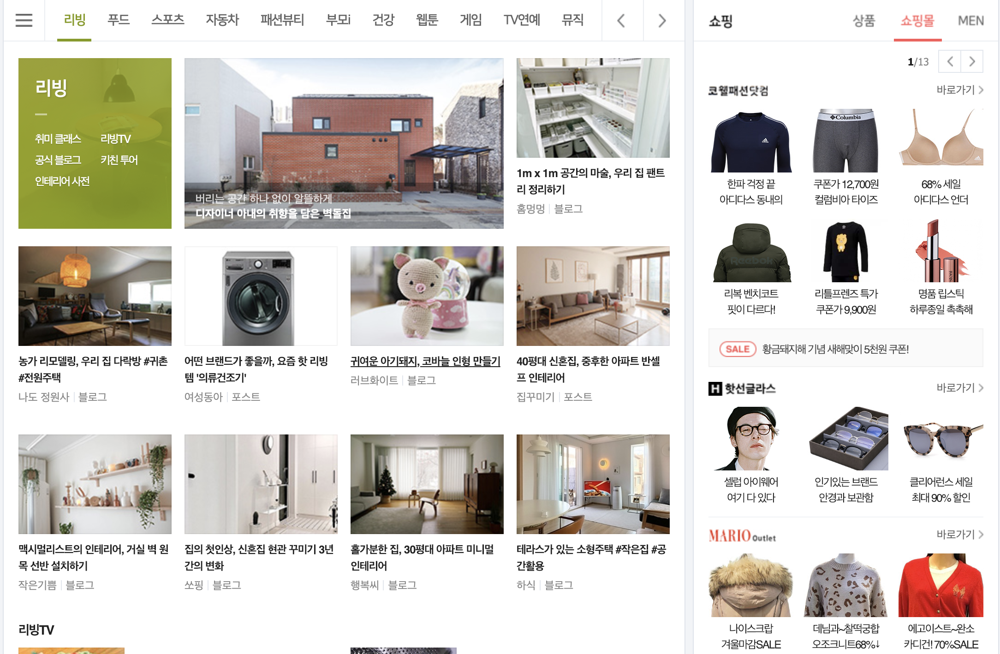 리빙 푸드 스포츠 자동차 패션뷰티 부모i 건강 웹툰 게임 TV연예 뮤직
리빙
취미 클래스 리빙TV
공식 블로그 키친 투어
인테리어 사전
버리는 공간 하나 없이 알뜰하게
디자이너 아내의 취향을 담은 벽돌집
1m x 1m 공간의 마술, 우리 집 팬트
리 정리하기
홈멍멍 블로그
농가 리모델링, 우리 집 다락방 #귀촌
#전원주택
나도 정원사 블로그
어떤 브랜드가 좋을까, 요즘 핫 리빙
템 '의류건조기'
여성동아 포스트
귀여운 아기돼지, 코바늘 인형 만들기
러브화이트 블로그
40평대 신혼집, 중후한 아파트 반셀
프 인테리어
집꾸미기 포스트
맥시멀리스트의 인테리어, 거실 벽 원
목 선반 설치하기
작은기쁨 블로그
집의 첫인상, 신혼집 현관 꾸미기 3년
간의 변화
쏘핑 블로그
홀가분한 집, 30평대 아파트 미니멀
인테리어
행복씨 블로그
테라스가 있는 소형주택 #작은집 #공
간활용
하식 블로그
리빙TV
쇼핑 상품 쇼핑몰 MEN
1/13
코웰패션닷컴 바로가기
adidas
Columbia
adidas
한파 걱정 끝
아디다스 동내의
쿠폰가 12,700원
컬럼비아 타이즈
68% 세일
아디다스 언더
Reebok
리복 벤치코트
핏이 다르다!
리틀프렌즈 특가
쿠폰가 9,900원
명품 립스틱
하루종일 촉촉해
SALE 황금돼지해 기념 새해맞이 5천원 쿠폰!
H 핫선글라스 바로가기
셀럽 아이웨어
여기 다 있다
인기있는 브랜드
안경과 보관함
클리어런스 세일
최대 90% 할인
MARIO Outlet 바로가기
나이스크랍
겨울마감SALE
데님과~찰떡궁합
오조크니트68%↓
에고이스트~완소
카디건! 70%SALE